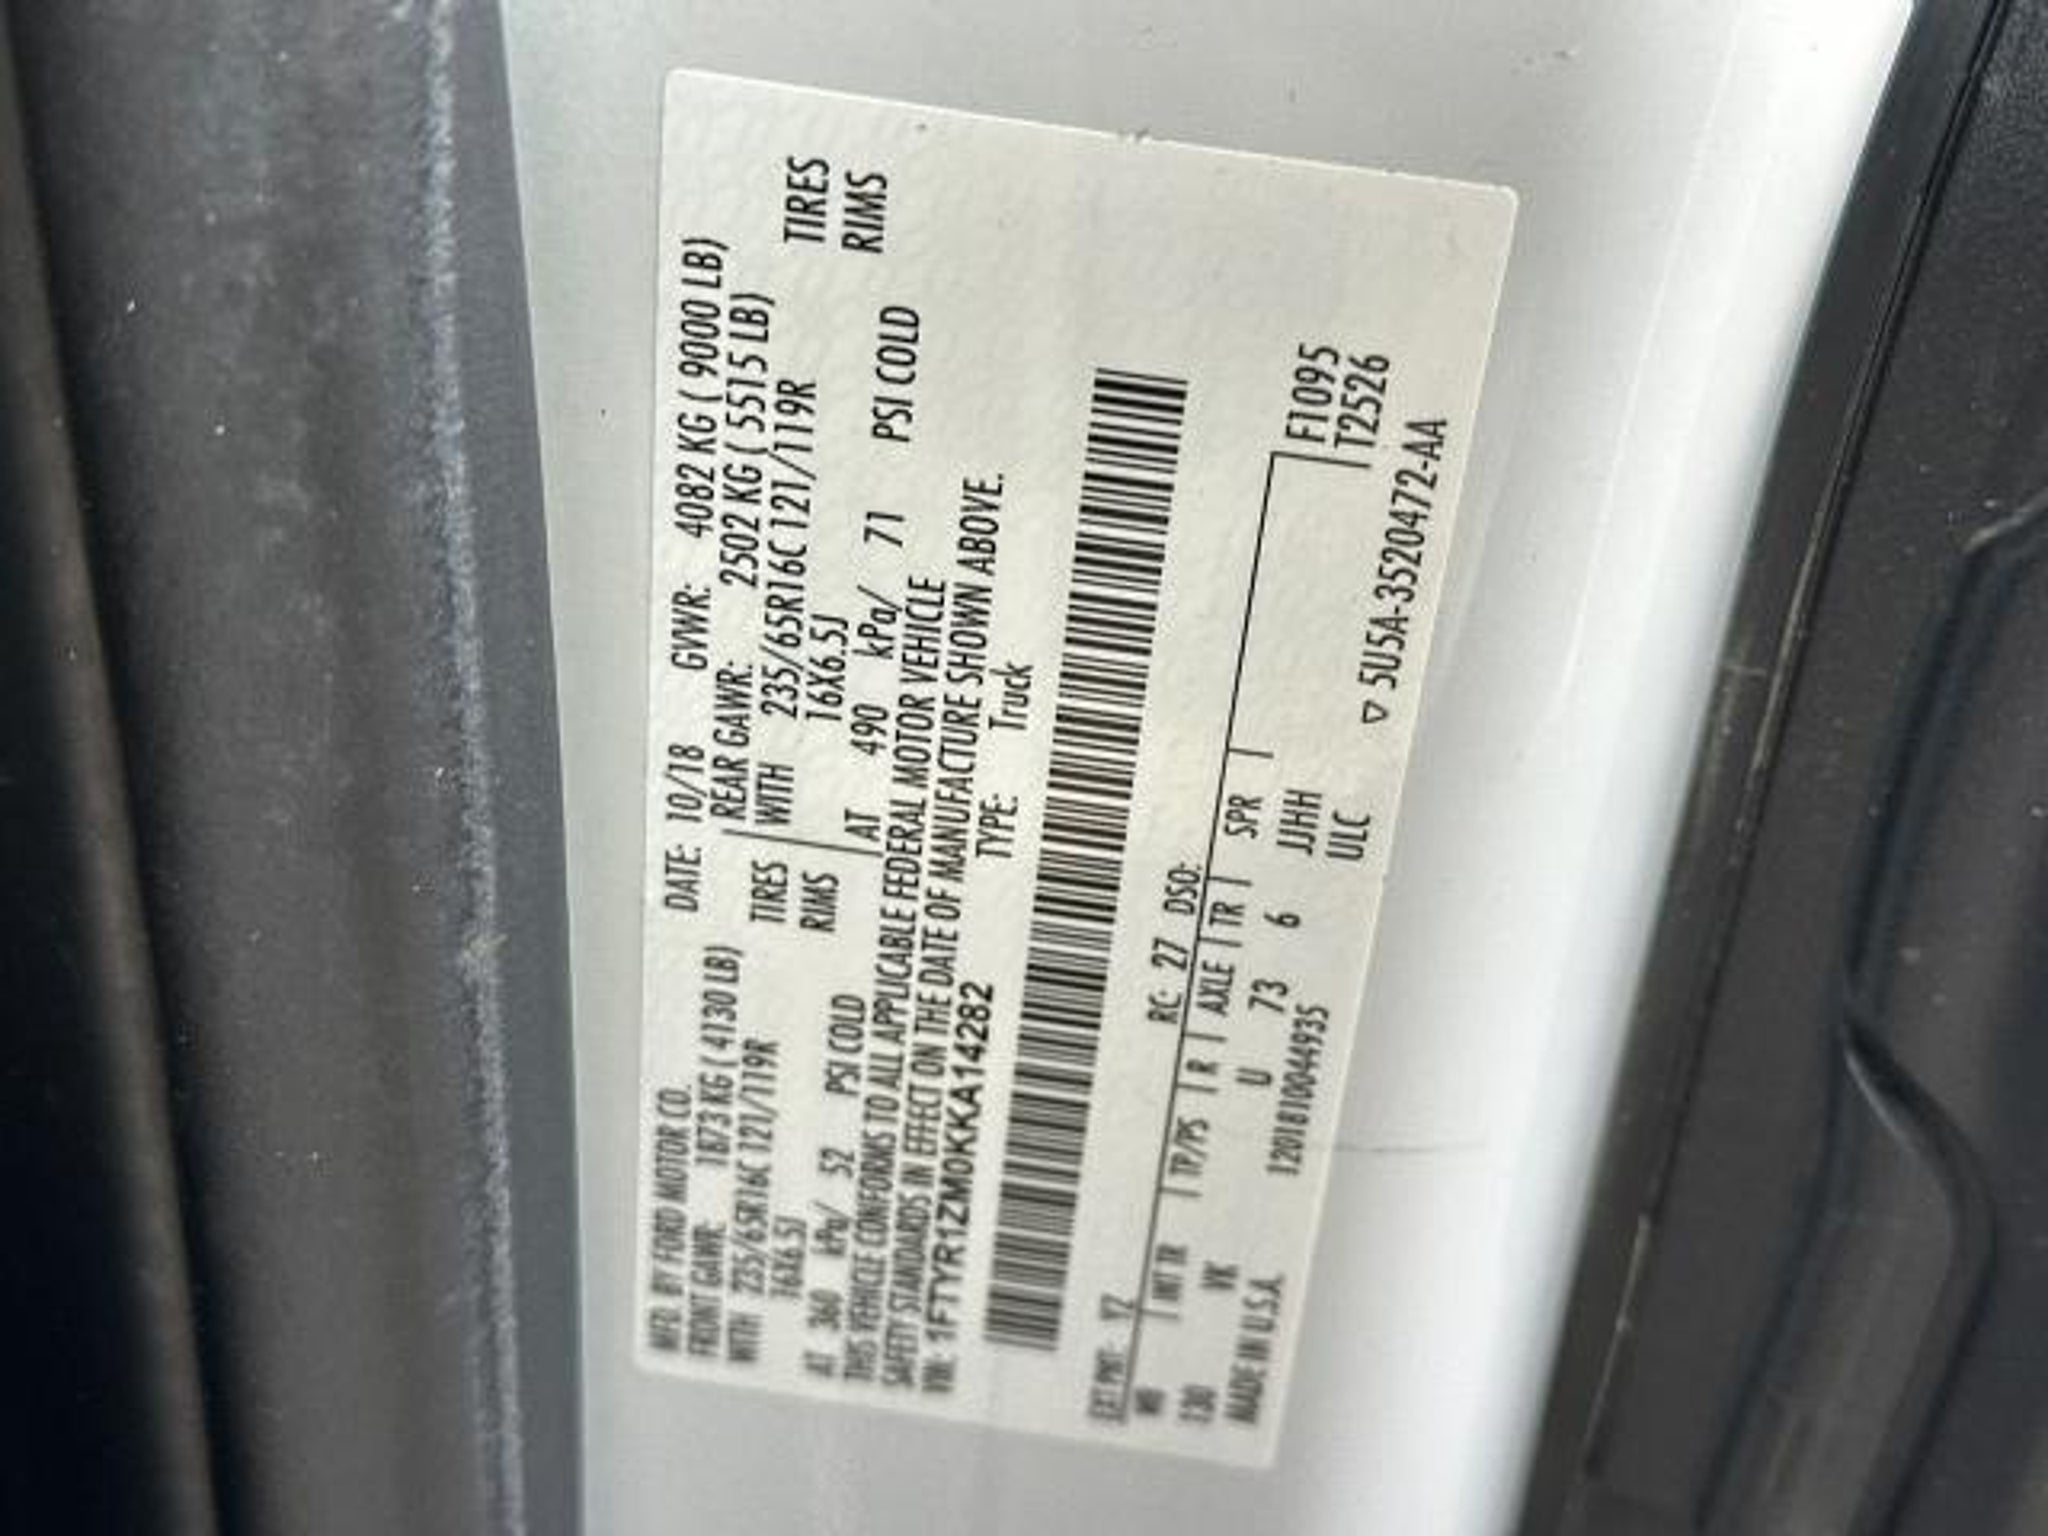 MFD. BY FORD MOTOR CO. DATE: 10/18 GVWR: 4082 KG ( 9000 LB)
FRONT GAWR: 1873 KG ( 4130 LB) REAR GAWR: 2502 KG ( 5515 LB)
WITH 235/65R16C 121/119R TIRES WITH 235/65R16C 121/119R TIRES
16X6.5J RIMS 16X6.5J RIMS
AT 360 kPa/ 52 PSI COLD AT 490 kPa/ 71 PSI COLD
THIS VEHICLE CONFORMS TO ALL APPLICABLE FEDERAL MOTOR VEHICLE
SAFETY STANDARDS IN EFFECT ON THE DATE OF MANUFACTURE SHOWN ABOVE.
VIN: 1FTYR1ZM0KKA14282 TYPE: Truck
EXT PNT: YZ RC: 27 DSO:
WB INT TR TP/PS R AXLE TR SPR
130 VK U 73 6 JJHH F1095
MADE IN U.S.A. 120181004493​5 ULC T2526
▽ 5U5A-3520472-AA